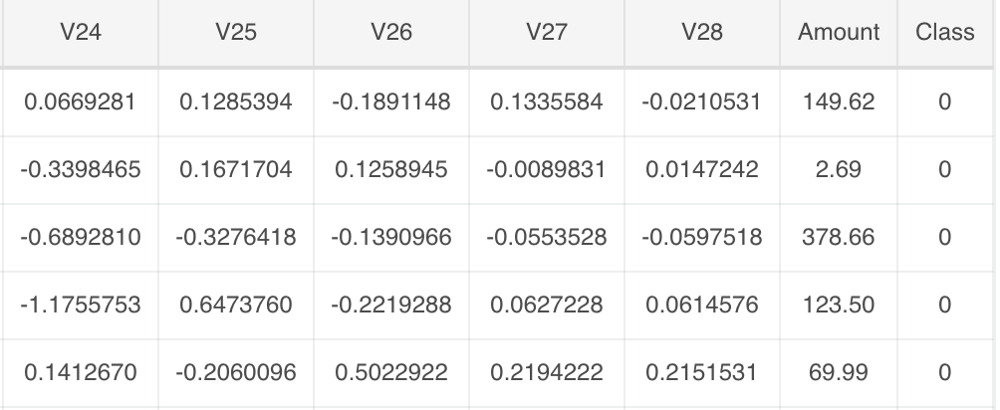 V24 V25 V26 V27 V28 Amount Class
0.0669281 0.1285394 -0.1891148 0.1335584 -0.0210531 149.62 0
-0.3398465 0.1671704 0.1258945 -0.0089831 0.0147242 2.69 0
-0.6892810 -0.3276418 -0.1390966 -0.0553528 -0.0597518 378.66 0
-1.1755753 0.6473760 -0.2219288 0.0627228 0.0614576 123.50 0
0.1412670 -0.2060096 0.5022922 0.2194222 0.2151531 69.99 0